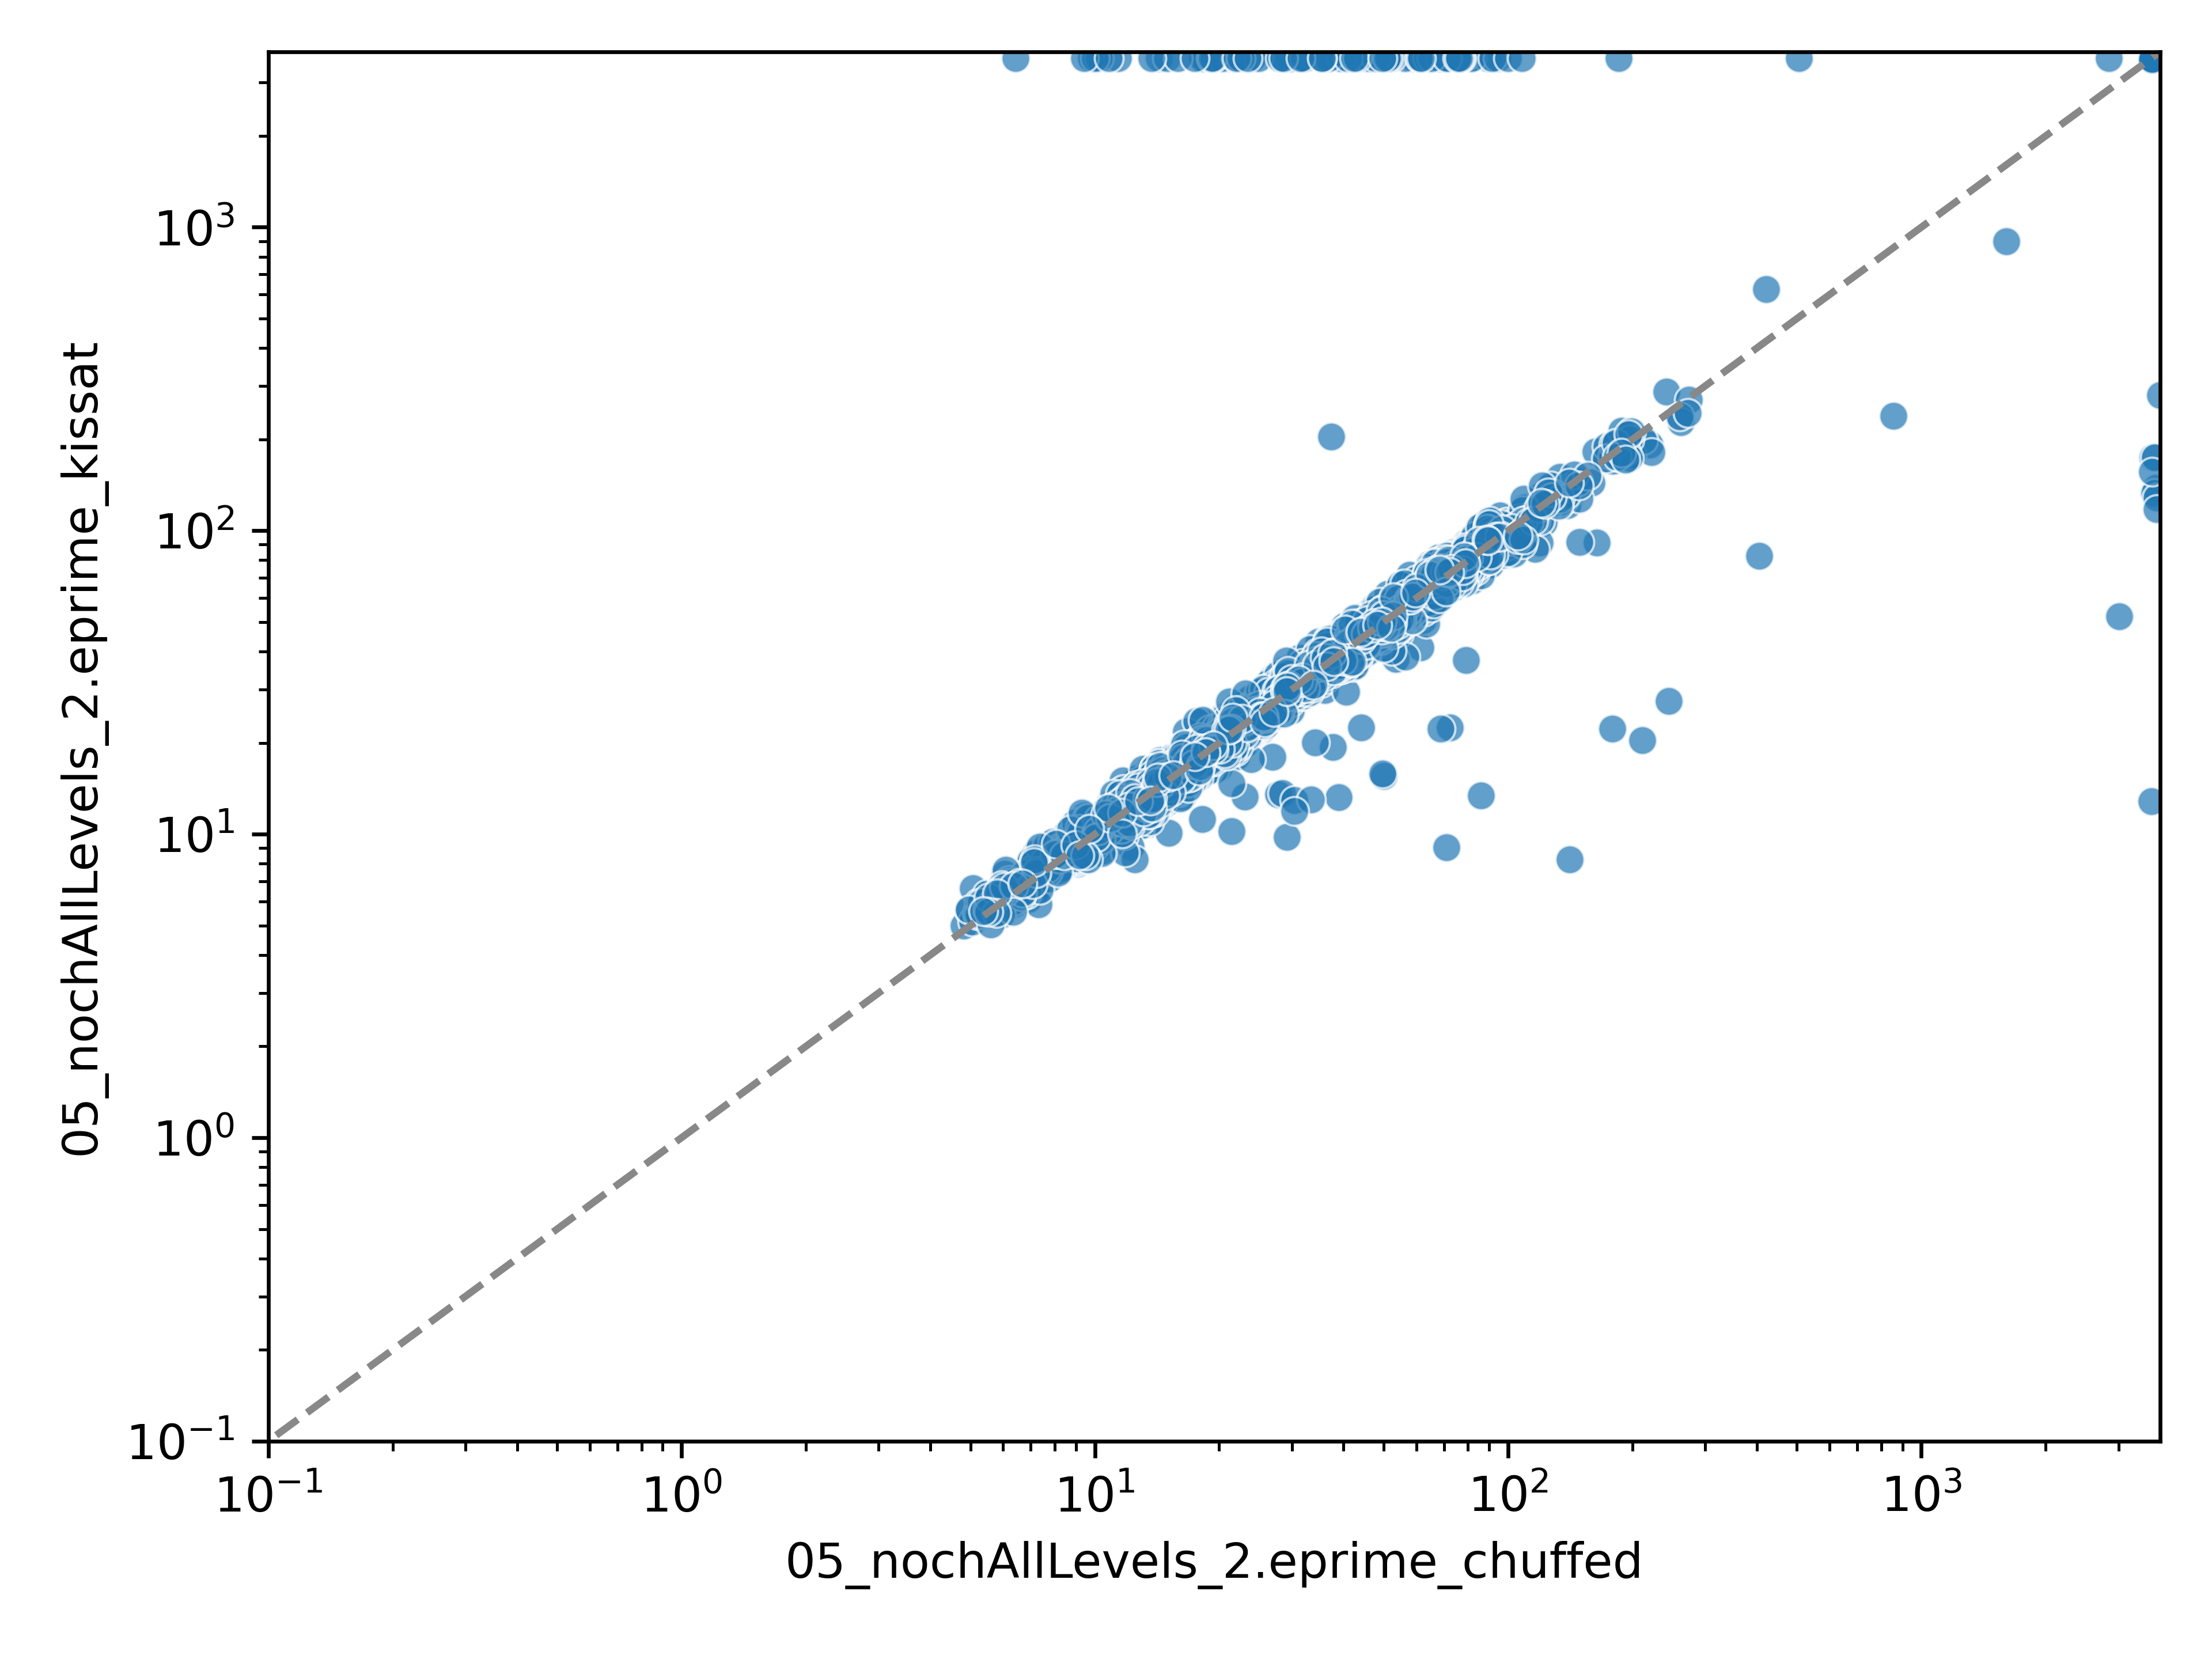 10³
10²
10¹
10⁰
10⁻¹
05_nochAllLevels_2.eprime_kissat
10⁻¹ 10⁰ 10¹ 10² 10³
05_nochAllLevels_2.eprime_chuffed